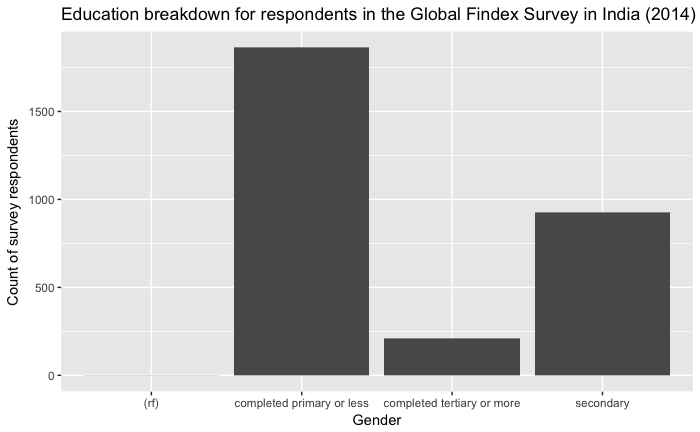 Education breakdown for respondents in the Global Findex Survey in India (2014)
Count of survey respondents
1500
1000
500
0
(rf)
completed primary or less
completed tertiary or more
secondary
Gender